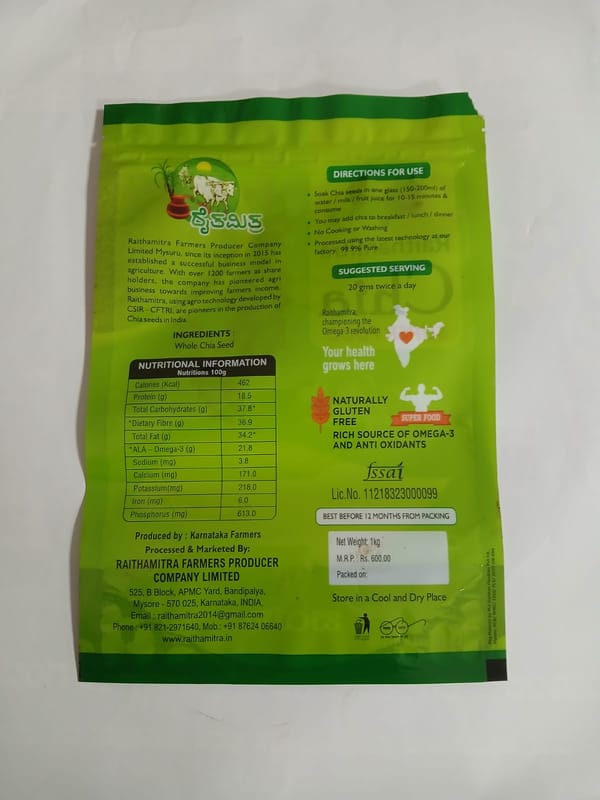 ರೈತಮಿತ್ರ
Raithamitra Farmers Producer Company
Limited Mysuru, since its inception in 2015 has
established a successful business model in
agriculture. With over 1200 farmers as share
holders, the company has pioneered agri
business towards improving farmers income.
Raithamitra, using agro technology developed by
CSIR - CFTRI, are pioneers in the production of
Chia seeds in India.
INGREDIENTS :
Whole Chia Seed
NUTRITIONAL INFORMATION
Nutritions 100g
Calories (Kcal) 462
Protein (g) 18.5
Total Carbohydrates (g) 37.8*
*Dietary Fibre (g) 36.9
Total Fat (g) 34.2*
*ALA – Omega-3 (g) 21.8
Sodium (mg) 3.8
Calcium (mg) 171.0
Potassium(mg) 218.0
Iron (mg) 6.0
Phosphorus (mg) 613.0
Produced by : Karnataka Farmers
Processed & Marketed By:
RAITHAMITRA FARMERS PRODUCER
COMPANY LIMITED
525, B Block, APMC Yard, Bandipalya,
Mysore - 570 025, Karnataka, INDIA.
Email : raithamitra2014@gmail.com
Phone : +91 821-2971640, Mob.: +91 87624 06640
www.raithamitra.in
DIRECTIONS FOR USE
• Soak Chia seeds in one glass (150-200ml) of
water / milk / fruit juice for 10-15 minutes &
consume
• You may add chia to breakfast / lunch / dinner
• No Cooking or Washing
• Processed using the latest technology at our
factory. 99.9% Pure
SUGGESTED SERVING
20 gms twice a day
Raithamitra,
championing the
Omega-3 revolution
Your health
grows here
NATURALLY
GLUTEN
FREE
SUPER FOOD
RICH SOURCE OF OMEGA-3
AND ANTI OXIDANTS
fssai
Lic.No. 11218323000099
BEST BEFORE 12 MONTHS FROM PACKING
Net Weight: 1kg
M.R.P.: Rs. 600.00
Packed on:
Store in a Cool and Dry Place